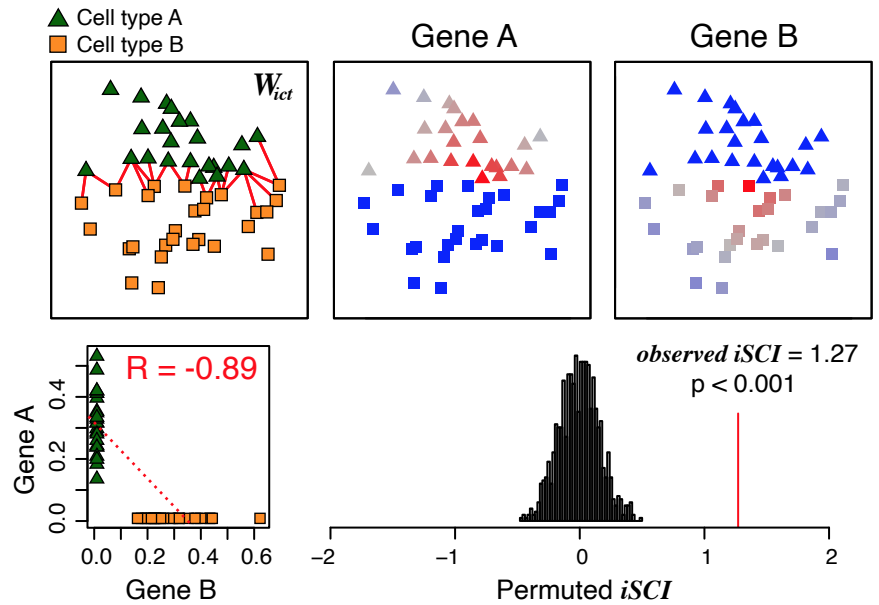 Cell type A
Cell type B
Gene A
Gene B
Wict
R = -0.89
observed iSCI = 1.27
p < 0.001
Gene A
0.0
0.2
0.4
0.0
0.2
0.4
0.6
Gene B
−2
−1
0
1
2
Permuted iSCI